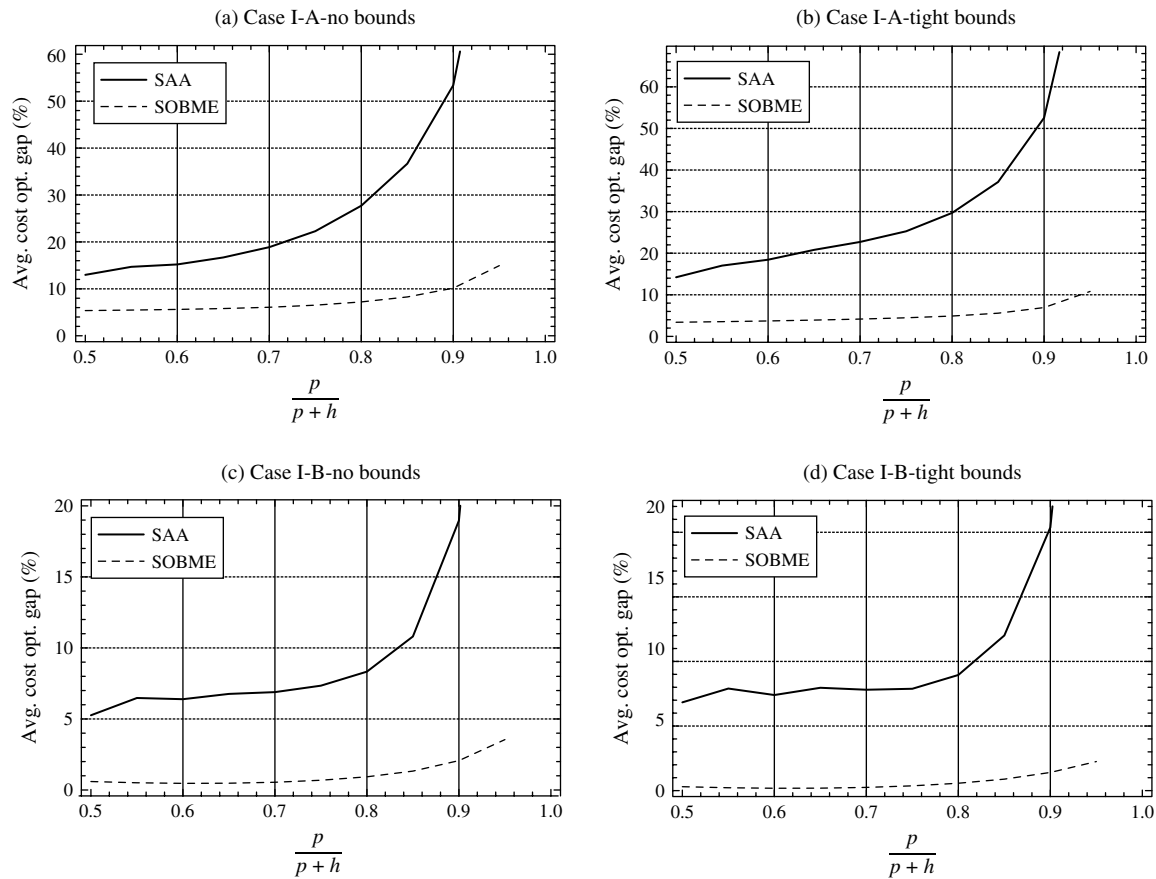 (a) Case I-A-no bounds
Avg. cost opt. gap (%)
60
50
40
30
20
10
0
SAA
SOBME
0.5 0.6 0.7 0.8 0.9 1.0
p
p + h
(b) Case I-A-tight bounds
Avg. cost opt. gap (%)
60
50
40
30
20
10
0
SAA
SOBME
0.5 0.6 0.7 0.8 0.9 1.0
p
p + h
(c) Case I-B-no bounds
Avg. cost opt. gap (%)
20
15
10
5
0
SAA
SOBME
0.5 0.6 0.7 0.8 0.9 1.0
p
p + h
(d) Case I-B-tight bounds
Avg. cost opt. gap (%)
20
15
10
5
0
SAA
SOBME
0.5 0.6 0.7 0.8 0.9 1.0
p
p + h